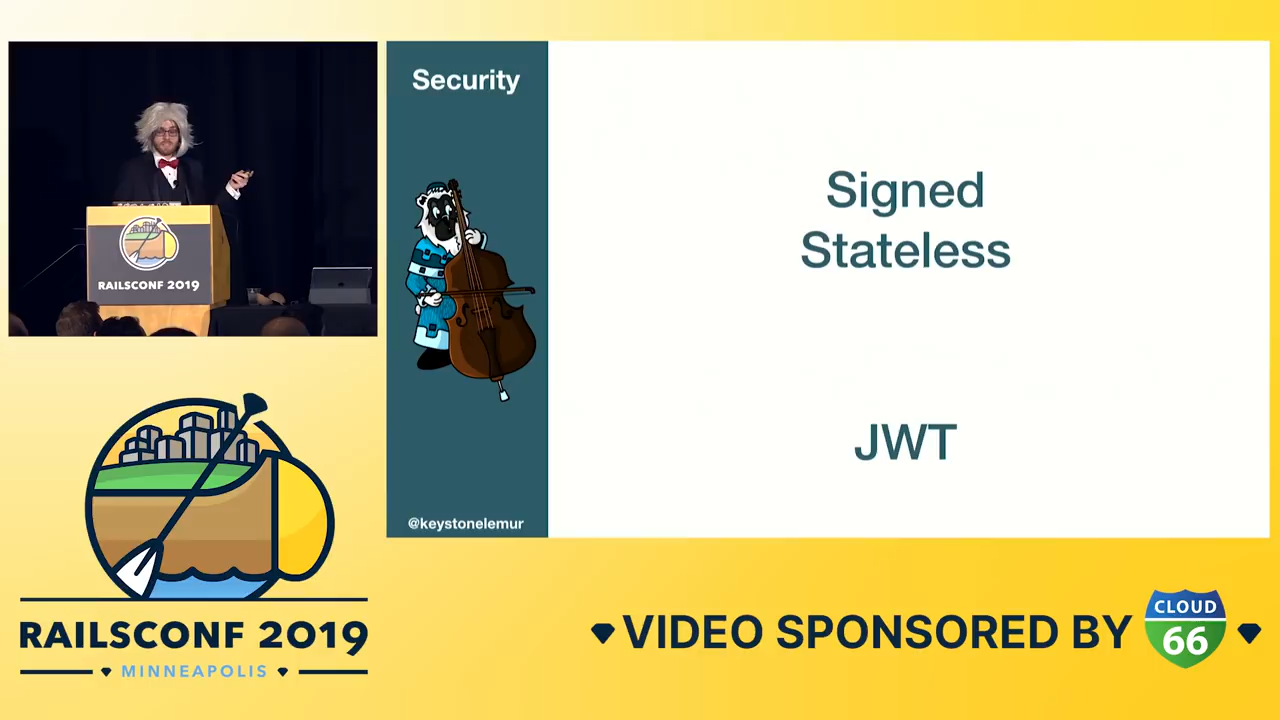 Security
Signed
Stateless
JWT
@keystonelemur
RAILSCONF 2019
RAILSCONF 2019
MINNEAPOLIS
VIDEO SPONSORED BY
CLOUD
66